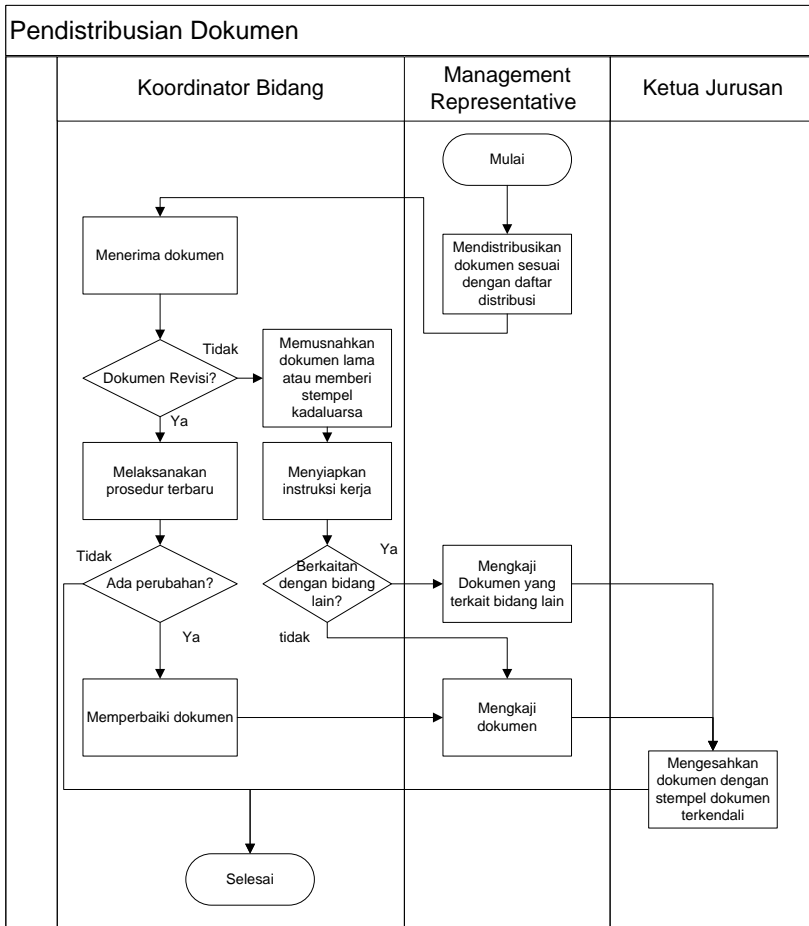 Pendistribusian Dokumen
Koordinator Bidang
Management
Representative
Ketua Jurusan
Mulai
Mendistribusikan
dokumen sesuai
dengan daftar
distribusi
Menerima dokumen
Dokumen Revisi?
Tidak
Memusnahkan
dokumen lama
atau memberi
stempel
kadaluarsa
Ya
Melaksanakan
prosedur terbaru
Menyiapkan
instruksi kerja
Tidak
Ada perubahan?
Berkaitan
dengan bidang
lain?
Ya
Mengkaji
Dokumen yang
terkait bidang lain
Ya
tidak
Memperbaiki dokumen
Mengkaji
dokumen
Mengesahkan
dokumen dengan
stempel dokumen
terkendali
Selesai